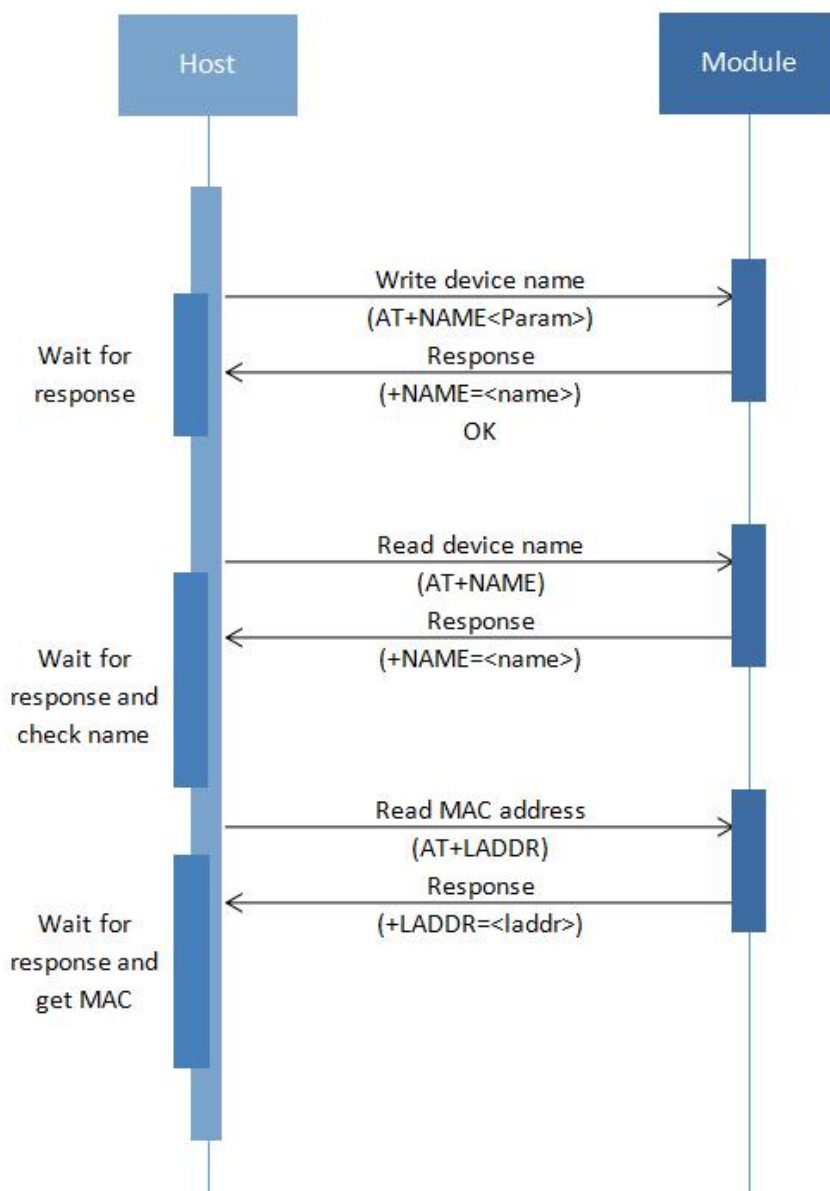 Host
Module
Write device name
(AT+NAME<Param>)
Wait for
response
Response
(+NAME=<name>)
OK
Read device name
(AT+NAME)
Response
(+NAME=<name>)
Wait for
response and
check name
Read MAC address
(AT+LADDR)
Response
(+LADDR=<laddr>)
Wait for
response and
get MAC